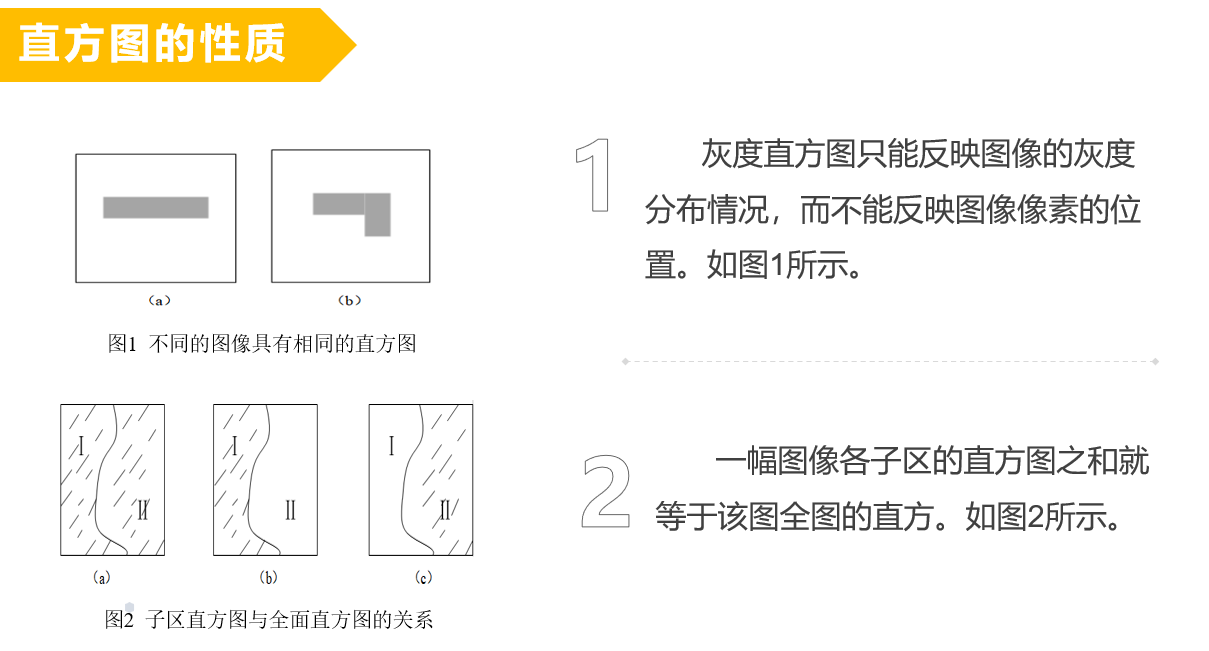 直方图的性质
(a)
(b)
图1 不同的图像具有相同的直方图
I
II
I
II
I
II
(a)
(b)
(c)
图2 子区直方图与全面直方图的关系
1
灰度直方图只能反映图像的灰度
分布情况，而不能反映图像像素的位
置。如图1所示。
2
一幅图像各子区的直方图之和就
等于该图全图的直方。如图2所示。